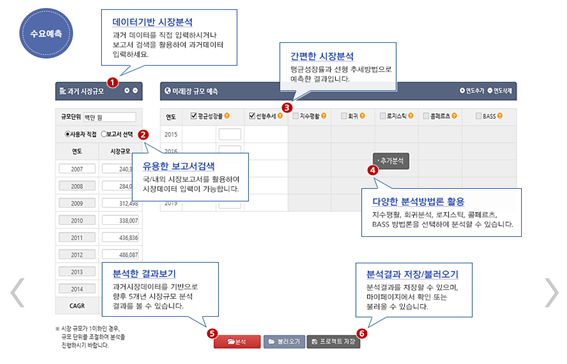 수요예측
데이터기반 시장분석
과거 데이터를 직접 입력하시거나
보고서 검색을 활용하여 과거데이터
입력하세요.
간편한 시장분석
평균성장률과 선형 추세방법으로
예측한 결과입니다.
1
과거 시장규모
미래시장 규모 예측
연도추가
연도삭제
3
규모단위
백만 원
연도
평균성장률
선형추세
지수평활
회귀
로지스틱
콤페르츠
BASS
사용자 직접
보고서 선택
2
2015
연도
시장규모
2016
추가분석
유용한 보고서검색
국/내외 시장보고서를 활용하여
시장데이터 입력이 가능합니다.
4
2007
240,
2008
284,0
2009
312,498
2010
338,007
2011
436,836
2012
486,087
2013
2014
CAGR
2019
다양한 분석방법론 활용
지수평활, 회귀분석, 로지스틱, 콤페르츠,
BASS 방법론을 선택하여 분석할 수 있습니다.
분석한 결과보기
과거시장데이터를 기반으로
향후 5개년 시장규모 분석
결과를 볼 수 있습니다.
분석결과 저장/불러오기
분석결과를 저장할 수 있으며,
마이페이지에서 확인 또는
불러올 수 있습니다.
※ 시장 규모가 1미하인 경우,
규모 단위를 조절하여 분석을
진행하시기 바랍니다.
5
분석
불러오기
6
프로젝트 저장